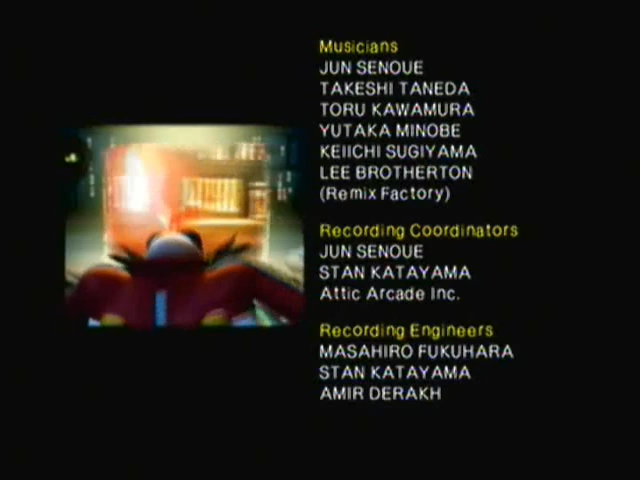 Musicians
JUN SENOUE
TAKESHI TANEDA
TORU KAWAMURA
YUTAKA MINOBE
KEIICHI SUGIYAMA
LEE BROTHERTON
(Remix Factory)
Recording Coordinators
JUN SENOUE
STAN KATAYAMA
Attic Arcade Inc.
Recording Engineers
MASAHIRO FUKUHARA
STAN KATAYAMA
AMIR DERAKH